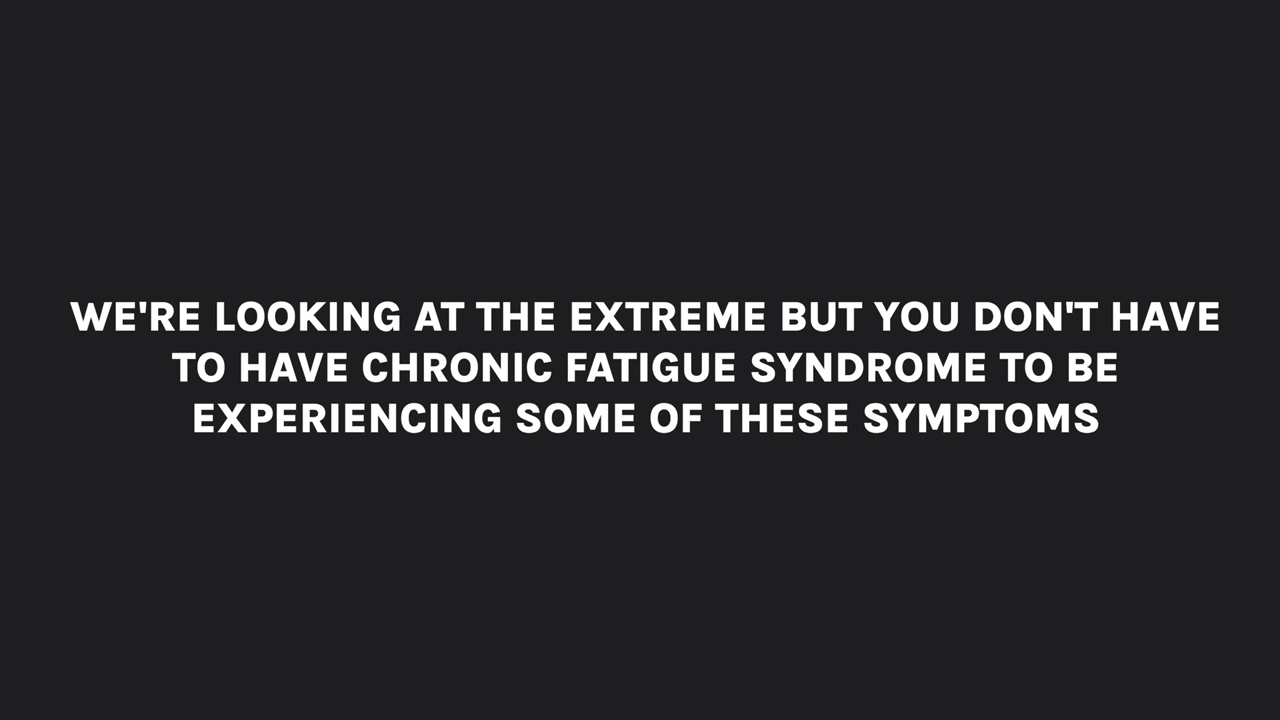 WE'RE LOOKING AT THE EXTREME BUT YOU DON'T HAVE
TO HAVE CHRONIC FATIGUE SYNDROME TO BE
EXPERIENCING SOME OF THESE SYMPTOMS